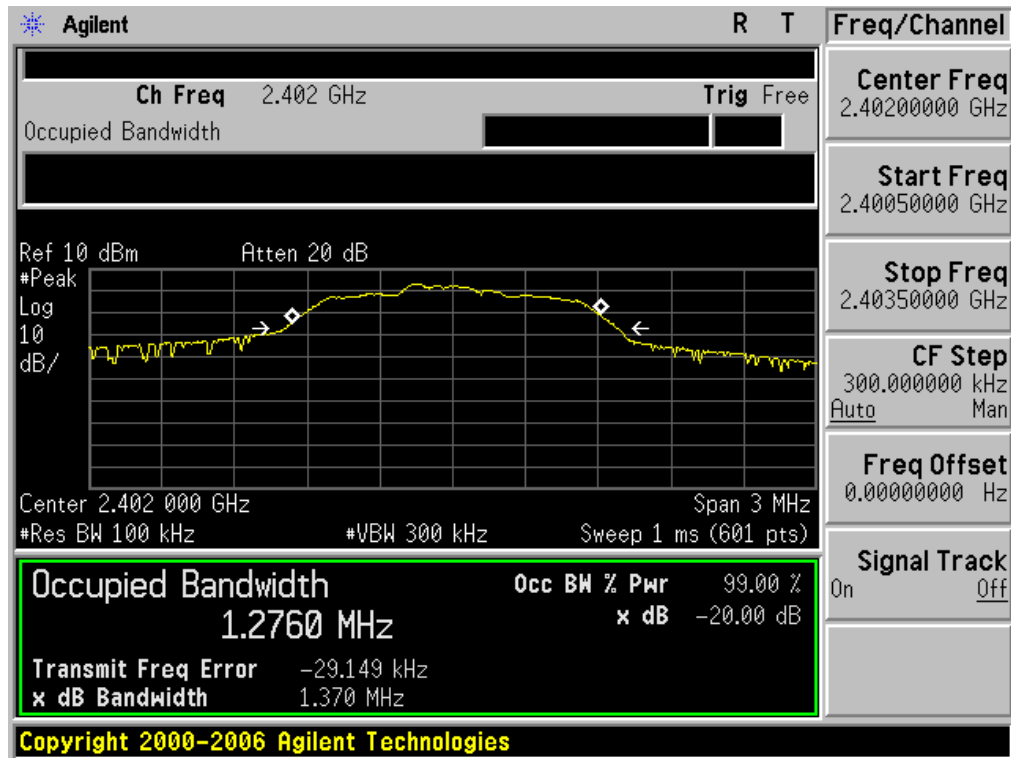 Agilent R T Freq/Channel
Ch Freq 2.402 GHz Trig Free
Occupied Bandwidth
Center Freq
2.40200000 GHz
Start Freq
2.40050000 GHz
Stop Freq
2.40350000 GHz
CF Step
300.000000 kHz
Auto Man
Freq Offset
0.00000000 Hz
Signal Track
On Off
Ref 10 dBm Atten 20 dB
#Peak
Log
10
dB/
Center 2.402 000 GHz Span 3 MHz
#Res BW 100 kHz #VBW 300 kHz Sweep 1 ms (601 pts)
Occupied Bandwidth
1.2760 MHz
Occ BW % Pwr 99.00 %
x dB -20.00 dB
Transmit Freq Error -29.149 kHz
x dB Bandwidth 1.370 MHz
Copyright 2000-2006 Agilent Technologies